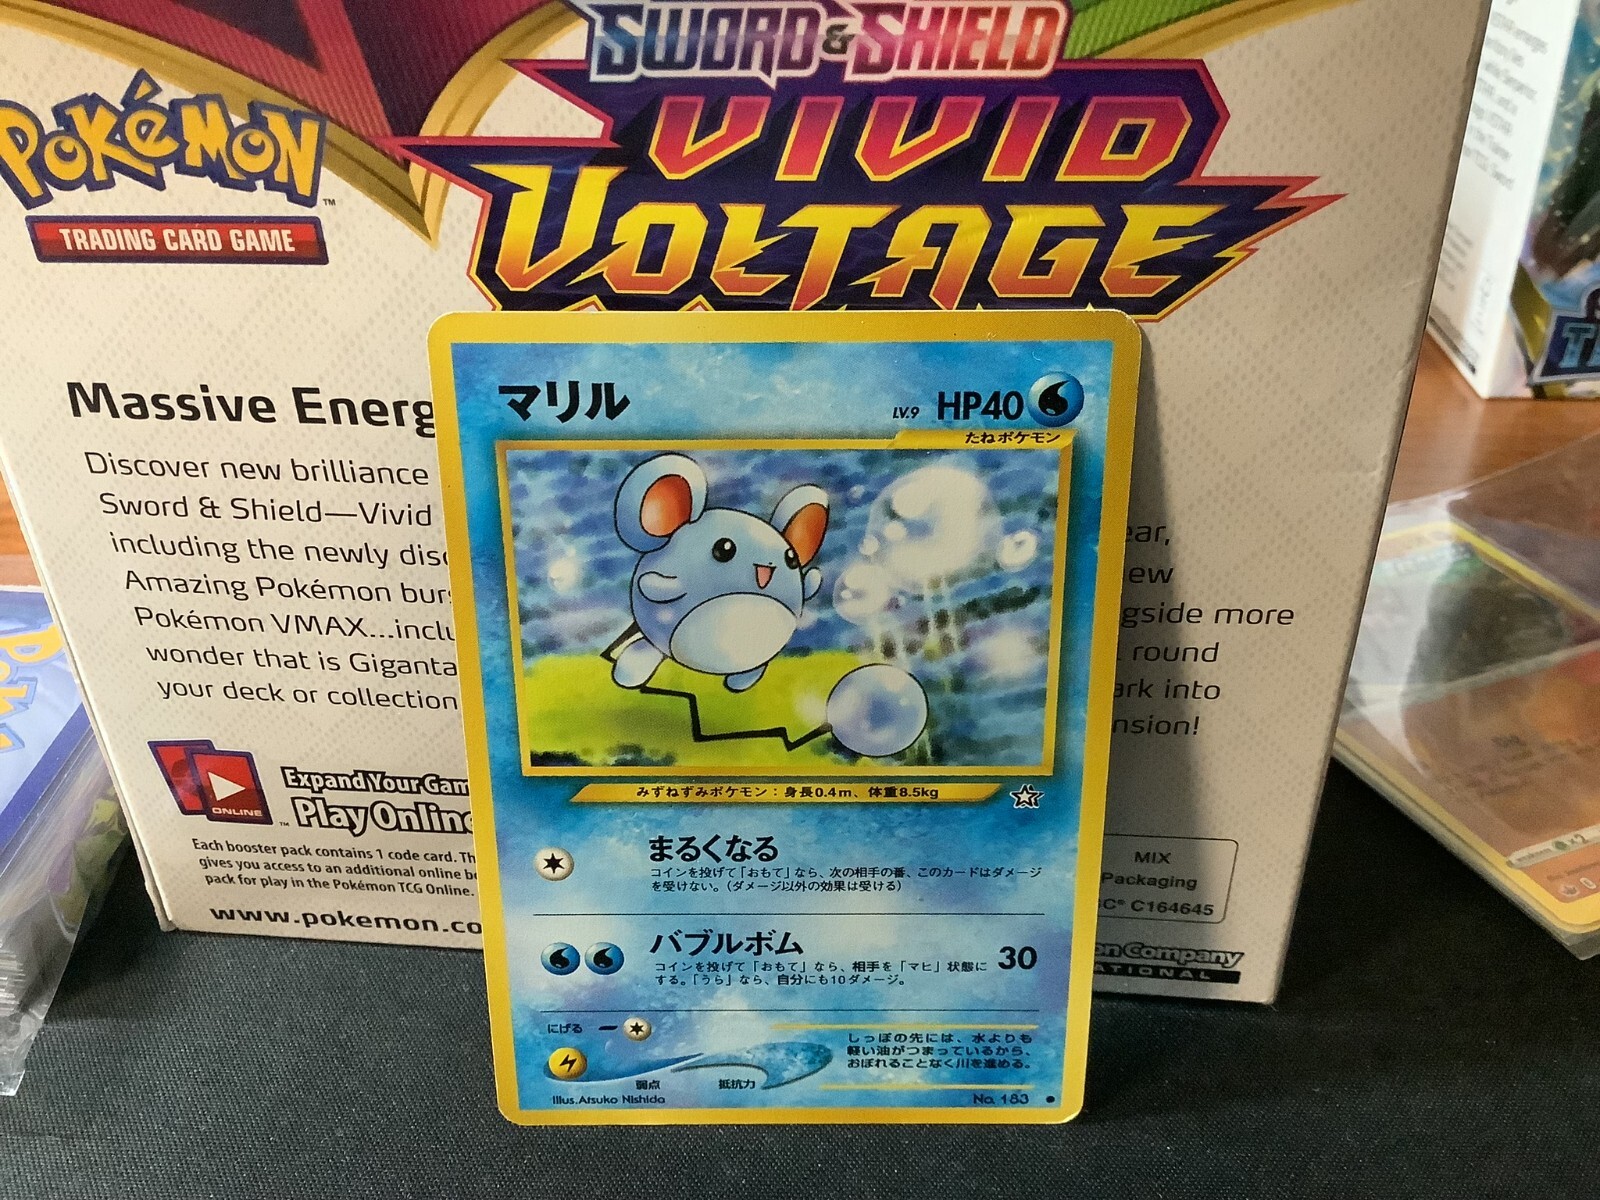 SWORD & SHIELD
VIVID
VOLTAGE
POKéMON
™
TRADING CARD GAME
Massive Energ
Discover new brilliance
Sword & Shield—Vivid
including the newly disc
Amazing Pokémon burs
Pokémon VMAX...inclu
wonder that is Giganta
your deck or collection
ear,
ew
gside more
round
ark into
nsion!
ONLINE
™
Expand Your Gam
Play Online
Each booster pack contains 1 code card. Th
gives you access to an additional online bo
pack for play in the Pokémon TCG Online.
www.pokemon.co
MIX
Packaging
C164645
on Company
ATIONAL
マリル
LV.9 HP40
たねポケモン
みずねずみポケモン：身長0.4m、体重8.5kg
まるくなる
コインを投げて「おもて」なら、次の相手の番、このカードはダメージ
を受けない。（ダメージ以外の効果は受ける）
バブルボム 30
コインを投げて「おもて」なら、相手を「マヒ」状態に
する。「うら」なら、自分にも10ダメージ。
にげる
弱点 抵抗力
しっぽの先には、水よりも
軽い油がつまっているから、
おぼれることなく川を進める。
Illus.Atsuko Nishida
No. 183
x2